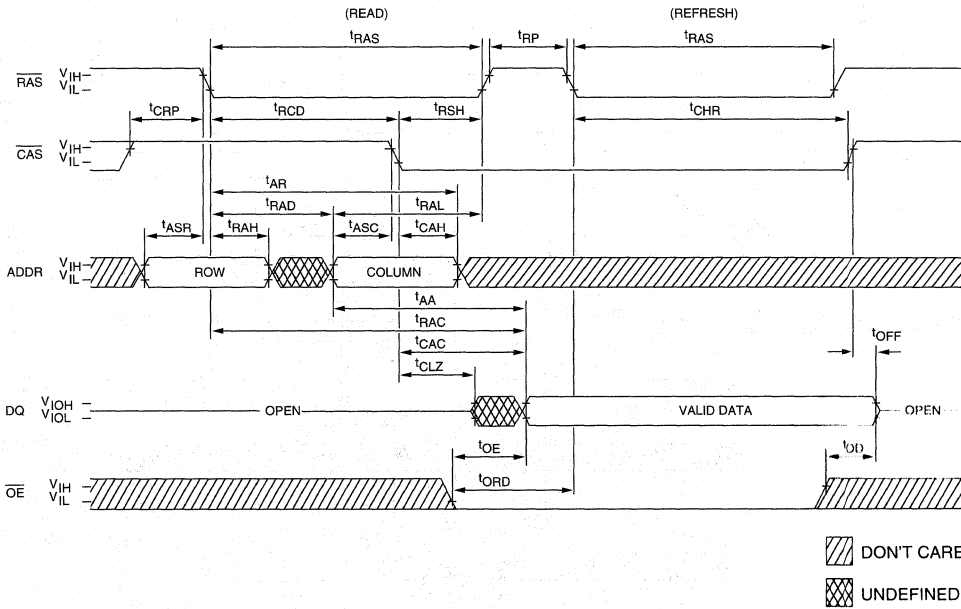 (READ) (REFRESH)
tRAS tRP tRAS
RAS VIH VIL
tCRP tRCD tRSH tCHR
CAS VIH VIL
tAR
tRAD tRAL
tASR tRAH tASC tCAH
ADDR VIH VIL ROW COLUMN
tAA
tRAC
tCAC tOFF
tCLZ
DQ VIOH VIOL OPEN VALID DATA OPEN
tOE tOD
tORD
OE VIH VIL
DON'T CARE
UNDEFINED